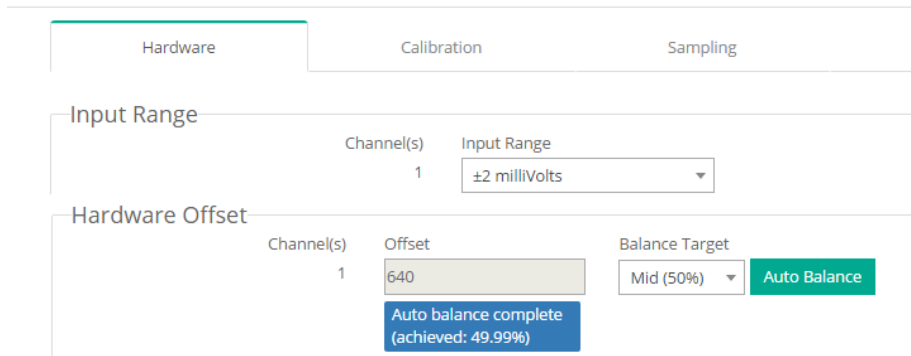 Hardware Calibration Sampling
Input Range
Channel(s) Input Range
1 ±2 milliVolts
Hardware Offset
Channel(s) Offset Balance Target
1 640 Mid (50%) Auto Balance
Auto balance complete
(achieved: 49.99%)